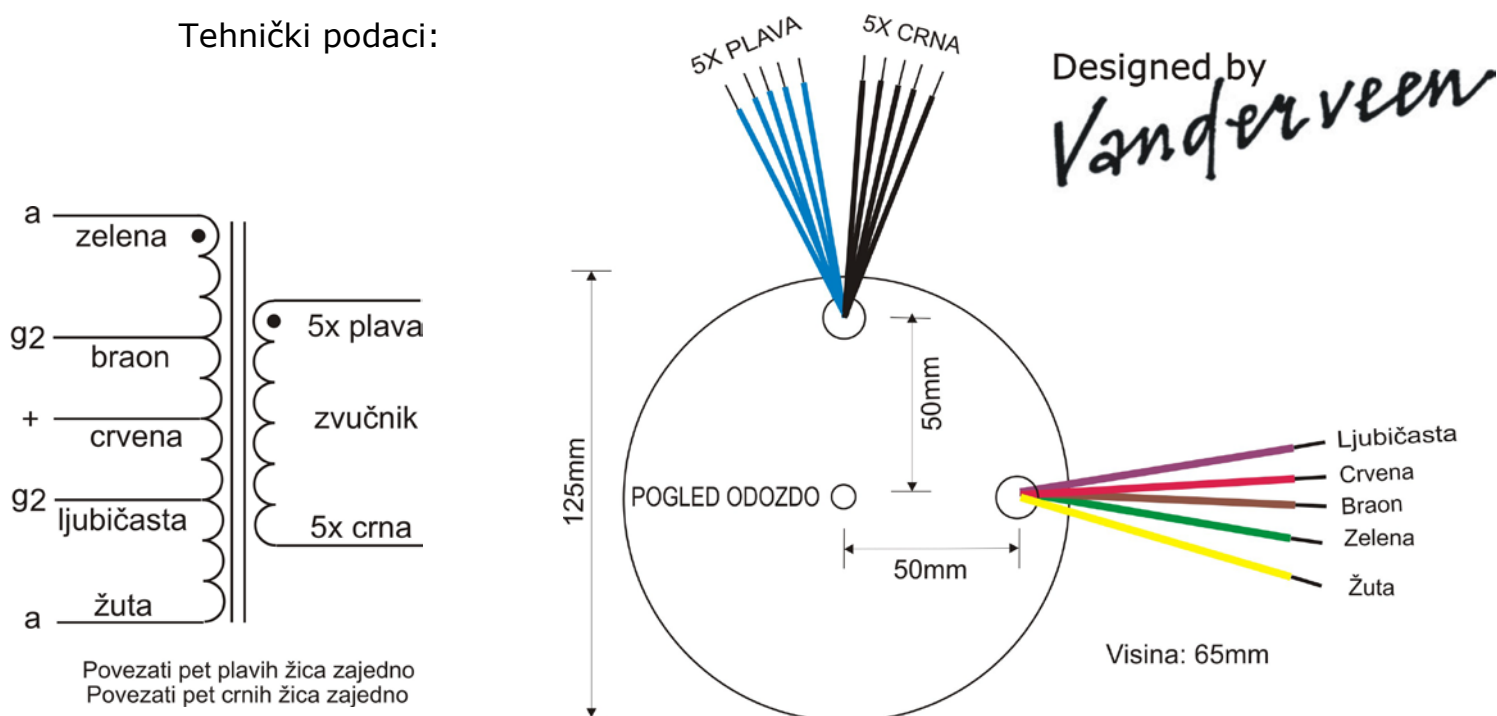 Tehnički podaci:
5X PLAVA
5X CRNA
Designed by
Vanderveen
a
zelena
g2
braon
+
crvena
g2
ljubičasta
a
žuta
5x plava
zvučnik
5x crna
Povezati pet plavih žica zajedno
Povezati pet crnih žica zajedno
125mm
50mm
POGLED ODOZDO
50mm
Ljubičasta
Crvena
Braon
Zelena
Žuta
Visina: 65mm